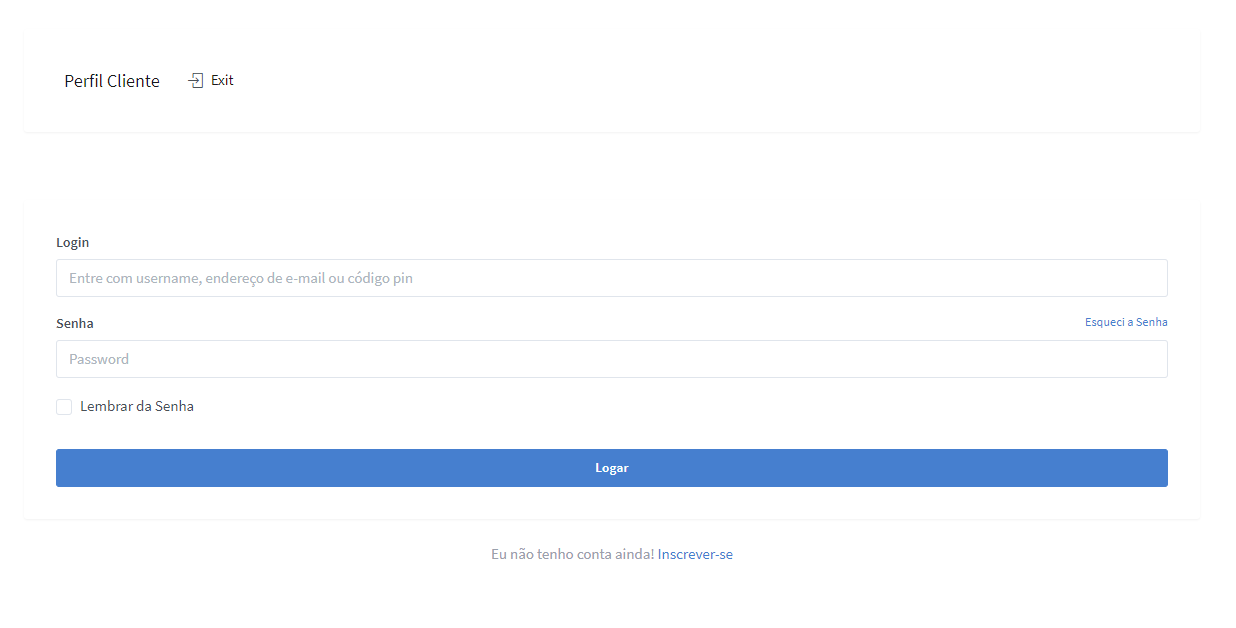 Perfil Cliente Exit
Login
Entre com username, endereço de e-mail ou código pin
Senha Esqueci a Senha
Password
Lembrar da Senha
Logar
Eu não tenho conta ainda! Inscrever-se